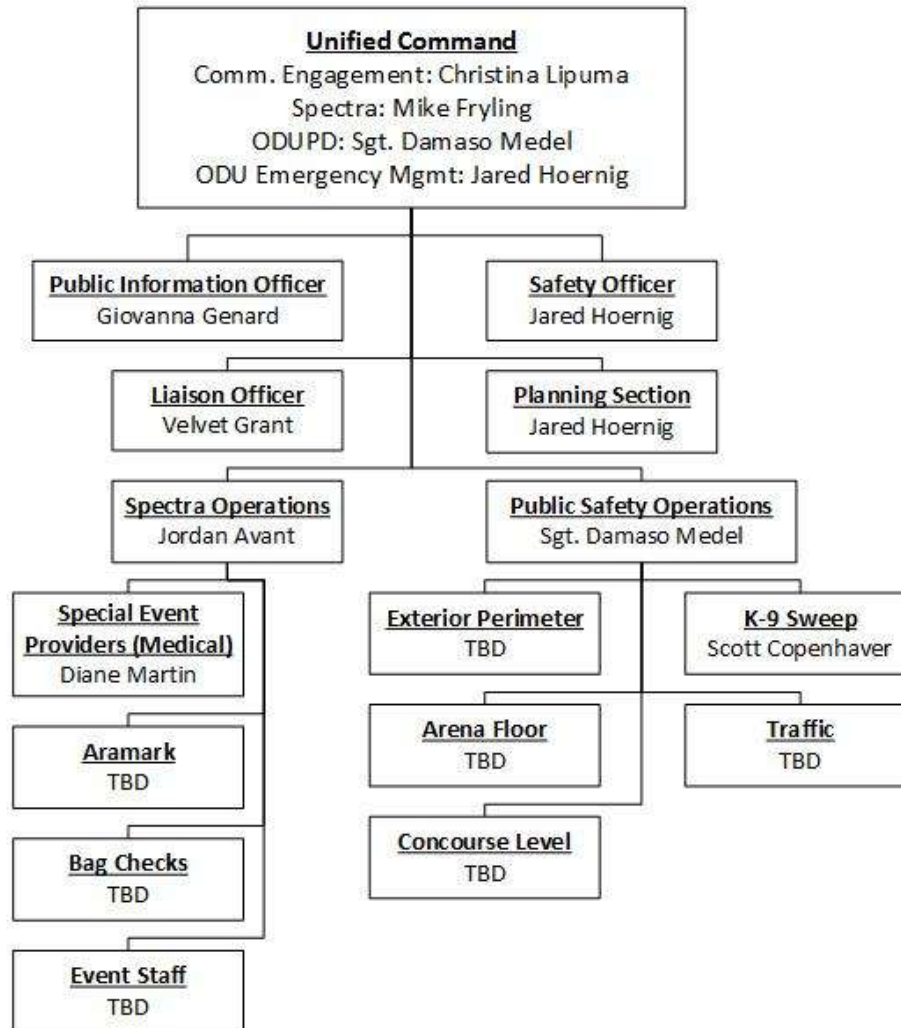 Unified Command
Comm. Engagement: Christina Lipuma
Spectra: Mike Fryling
ODUPD: Sgt. Damaso Medel
ODU Emergency Mgmt: Jared Hoernig
Public Information Officer
Giovanna Genard
Safety Officer
Jared Hoernig
Liaison Officer
Velvet Grant
Planning Section
Jared Hoernig
Spectra Operations
Jordan Avant
Public Safety Operations
Sgt. Damaso Medel
Special Event
Providers (Medical)
Diane Martin
Aramark
TBD
Bag Checks
TBD
Event Staff
TBD
Exterior Perimeter
TBD
K-9 Sweep
Scott Copenhaver
Arena Floor
TBD
Traffic
TBD
Concourse Level
TBD